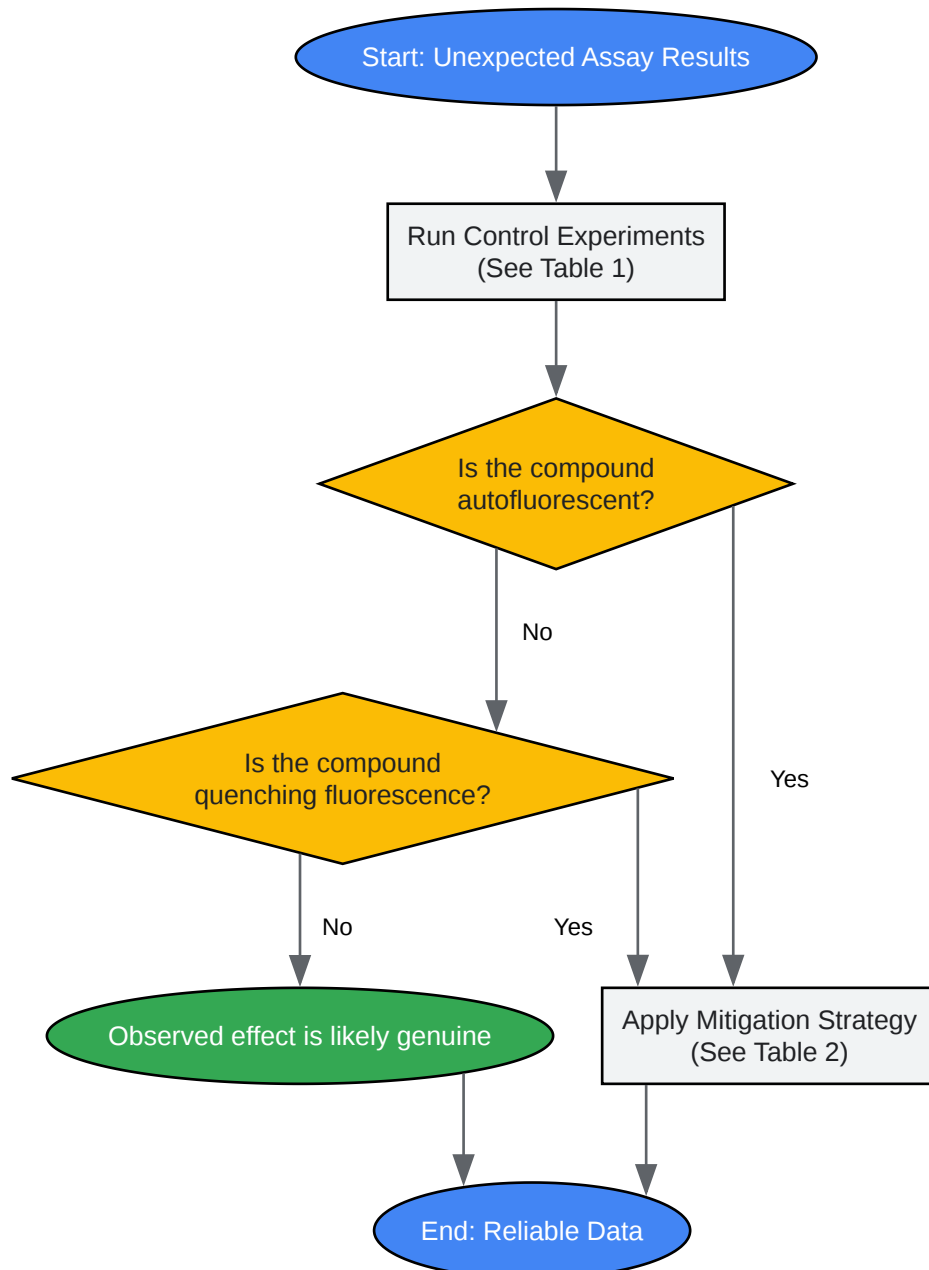 Start: Unexpected Assay Results
Run Control Experiments
(See Table 1)
Is the compound
autofluorescent?
No
Is the compound
quenching fluorescence?
Yes
No
Yes
Observed effect is likely genuine
Apply Mitigation Strategy
(See Table 2)
End: Reliable Data